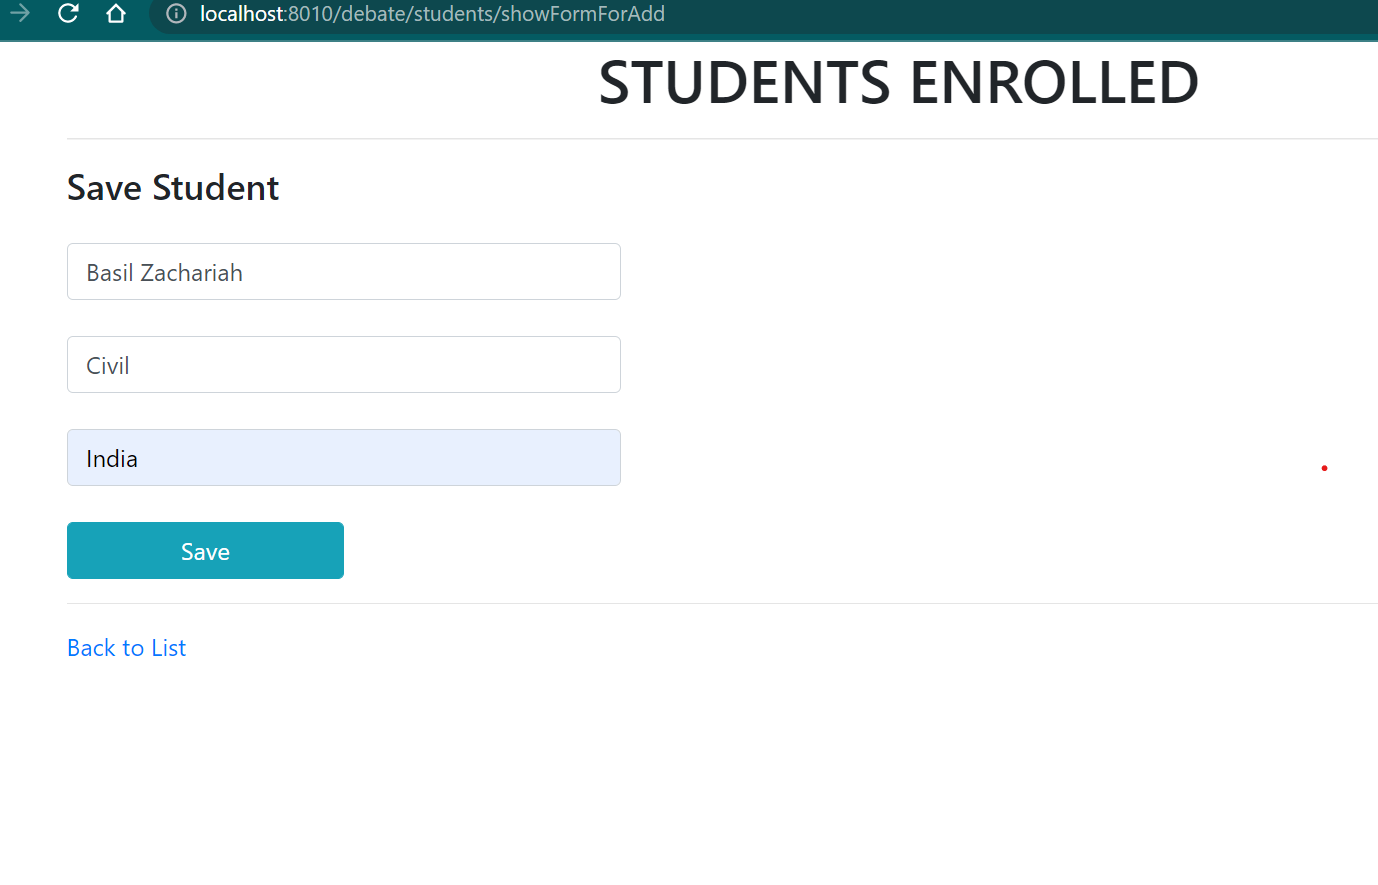 localhost:8010/debate/students/showFormForAdd
STUDENTS ENROLLED
Save Student
Basil Zachariah
Civil
India
Save
Back to List